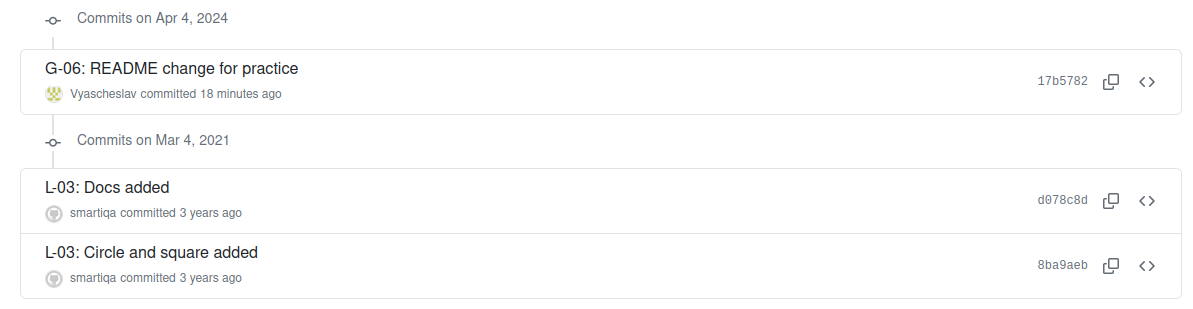 Commits on Apr 4, 2024
G-06: README change for practice
Vyascheslav committed 18 minutes ago
17b5782
Commits on Mar 4, 2021
L-03: Docs added
smartiqa committed 3 years ago
d078c8d
L-03: Circle and square added
smartiqa committed 3 years ago
8ba9aeb